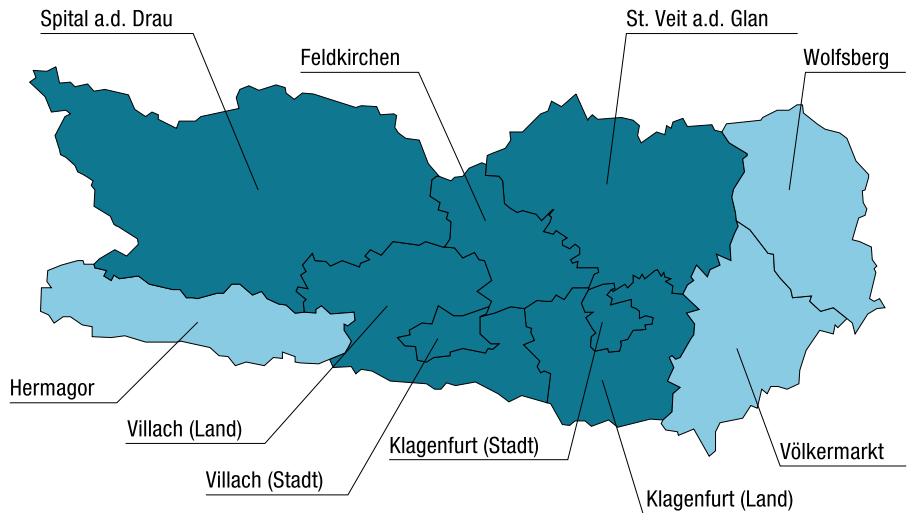 Spital a.d. Drau
St. Veit a.d. Glan
Feldkirchen
Wolfsberg
Hermagor
Villach (Land)
Klagenfurt (Stadt)
Völkermarkt
Villach (Stadt)
Klagenfurt (Land)